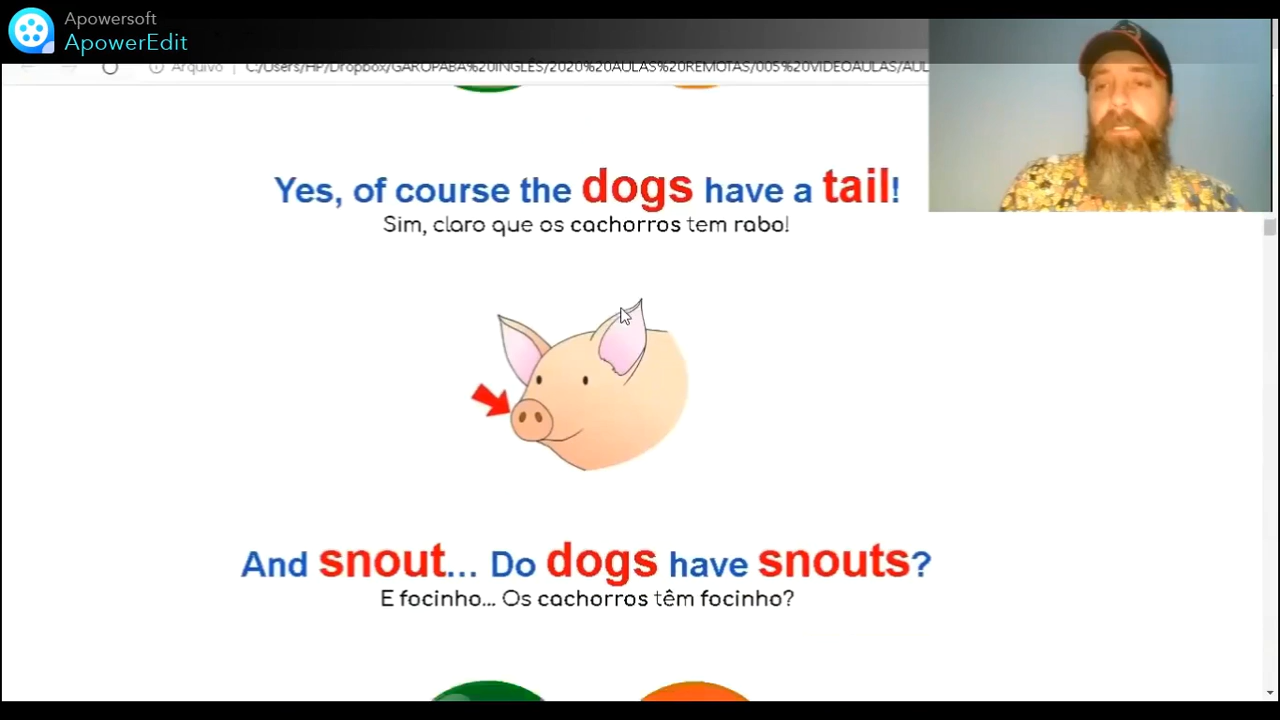 Apowersoft
ApowerEdit
Arquivo | C:/Users/HP/Dropbox/GAROPABA%20INGLÊS/2020%20AULAS%20REMOTAS/005%20VIDEOAULAS/AUL
Yes, of course the dogs have a tail!
Sim, claro que os cachorros tem rabo!
And snout... Do dogs have snouts?
E focinho... Os cachorros têm focinho?